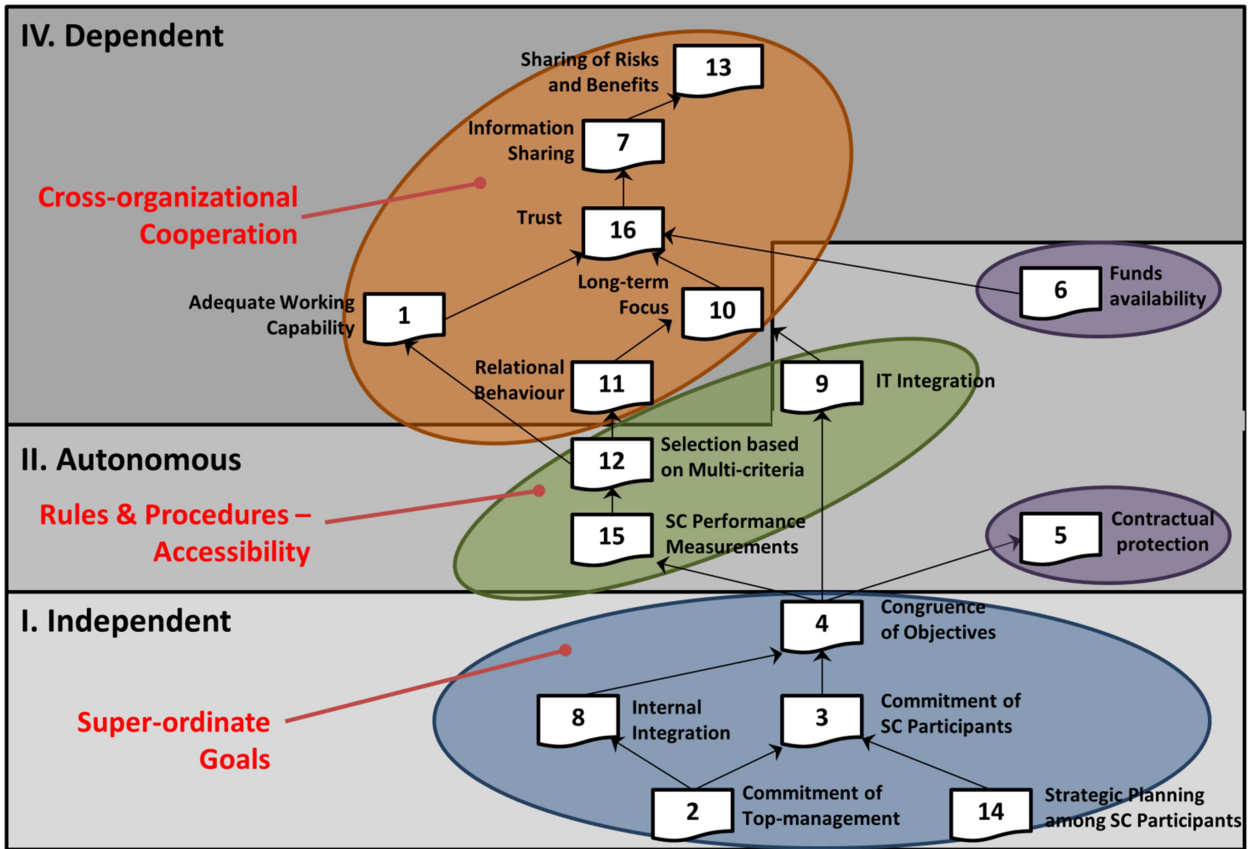 IV. Dependent
Sharing of Risks
and Benefits
13
Information
Sharing
7
Cross-organizational
Cooperation
Trust
16
Long-term
Focus
10
Funds
availability
6
Adequate Working
Capability
1
Relational
Behaviour
11
9
IT Integration
II. Autonomous
12
Selection based
on Multi-criteria
Rules & Procedures –
Accessibility
15
SC Performance
Measurements
5
Contractual
protection
I. Independent
4
Congruence
of Objectives
Super-ordinate
Goals
8
Internal
Integration
3
Commitment of
SC Participants
2
Commitment of
Top-management
14
Strategic Planning
among SC Participants